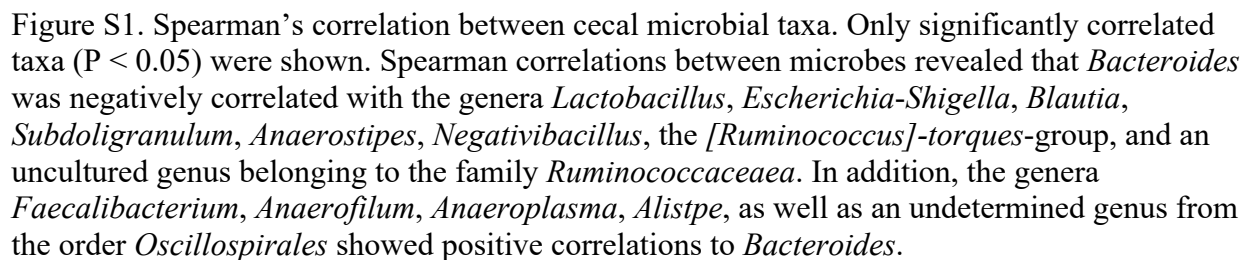 Figure S1. Spearman’s correlation between cecal microbial taxa. Only significantly correlated
taxa (P < 0.05) were shown. Spearman correlations between microbes revealed that Bacteroides
was negatively correlated with the genera Lactobacillus, Escherichia-Shigella, Blautia,
Subdoligranulum, Anaerostipes, Negativibacillus, the [Ruminococcus]-torques-group, and an
uncultured genus belonging to the family Ruminococcaceaea. In addition, the genera
Faecalibacterium, Anaerofilum, Anaeroplasma, Alistpe, as well as an undetermined genus from
the order Oscillospirales showed positive correlations to Bacteroides.